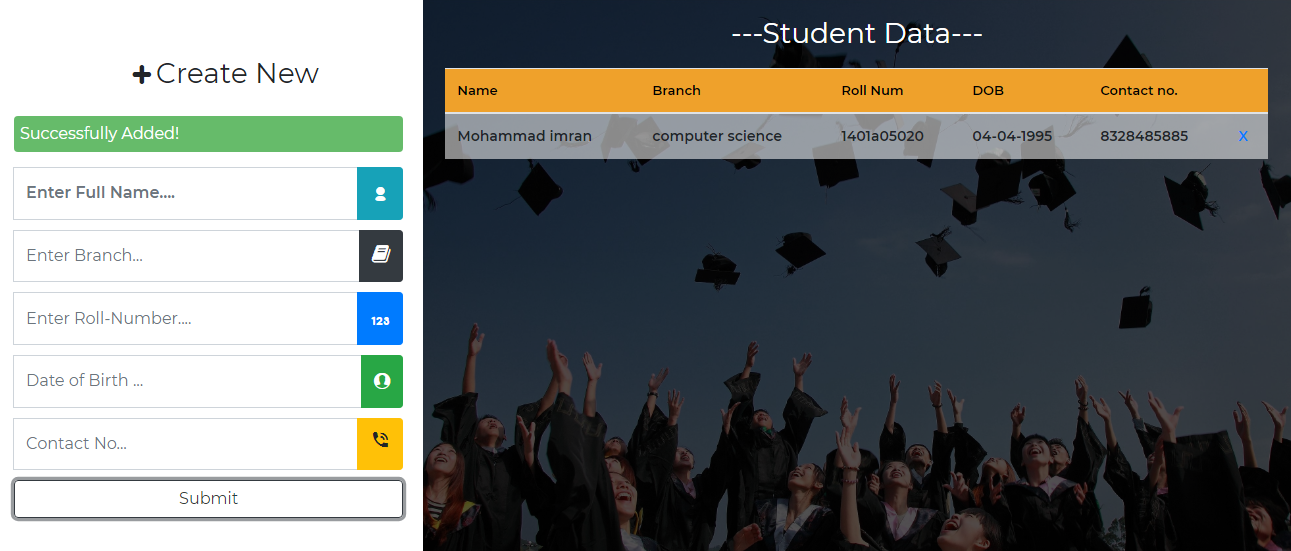 Create New
Successfully Added!
Enter Full Name....
Enter Branch...
Enter Roll-Number....
123
Date of Birth ...
Contact No...
Submit
---Student Data---
Name Branch Roll Num DOB Contact no.
Mohammad imran computer science 1401a05020 04-04-1995 8328485885 X